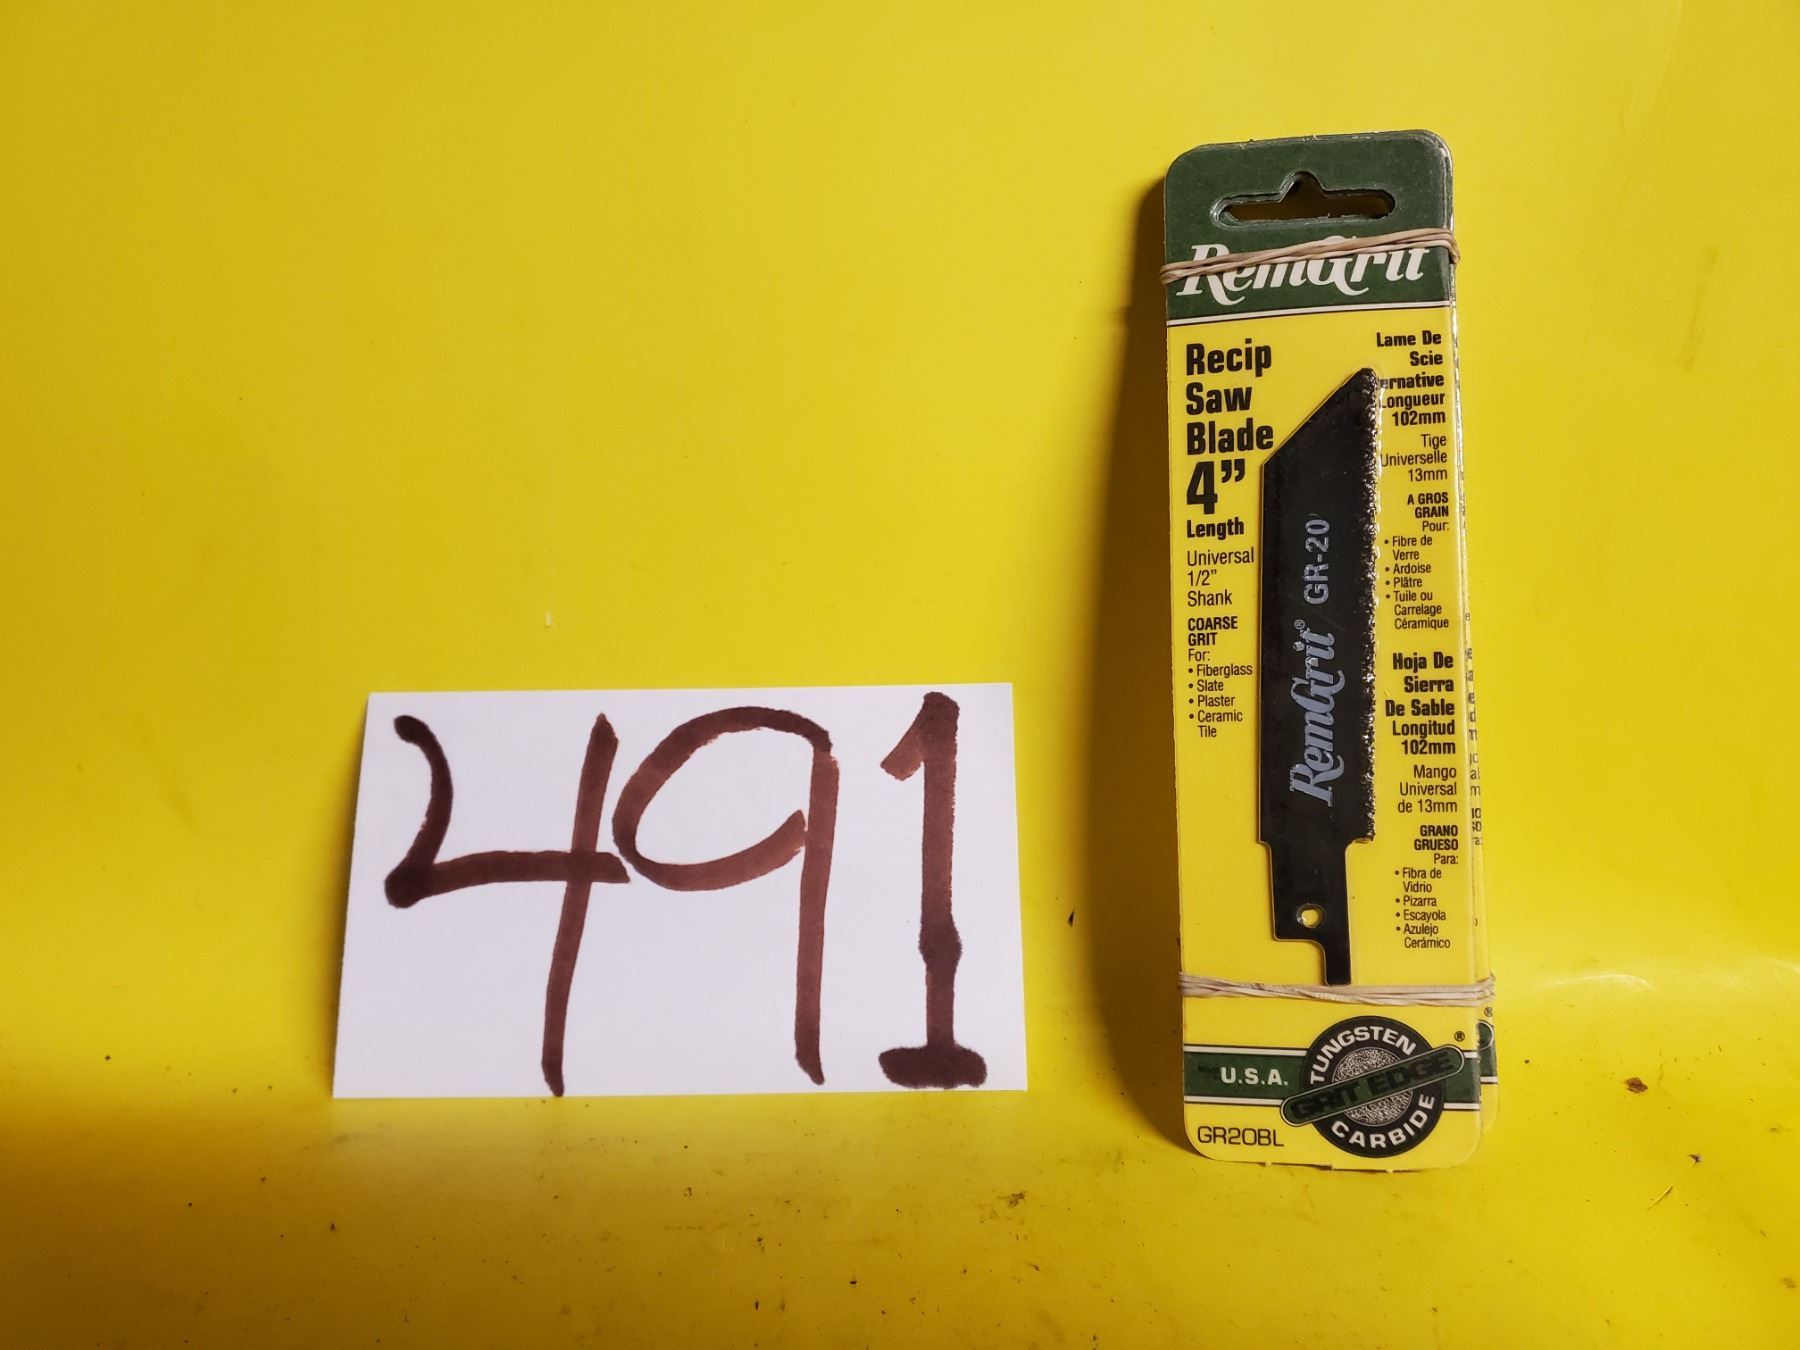 491
RemGrit
Recip
Saw
Blade
4”
Length
Universal
1/2”
Shank
COARSE
GRIT
For:
• Fiberglass
• Slate
• Plaster
• Ceramic
Tile
RemGrit® GR-20
Lame De
Scie
ernative
Longueur
102mm
Tige
Universelle
13mm
A GROS
GRAIN
Pour:
• Fibre de
Verre
• Ardoise
• Plâtre
• Tuile ou
Carrelage
Céramique
Hoja De
Sierra
De Sable
Longitud
102mm
Mango
Universal
de 13mm
GRANO
GRUESO
Para:
• Fibra de
Vidrio
• Pizarra
• Escayola
• Azulejo
Cerámico
Made in U.S.A.
TUNGSTEN
GRIT EDGE®
CARBIDE
GR20BL